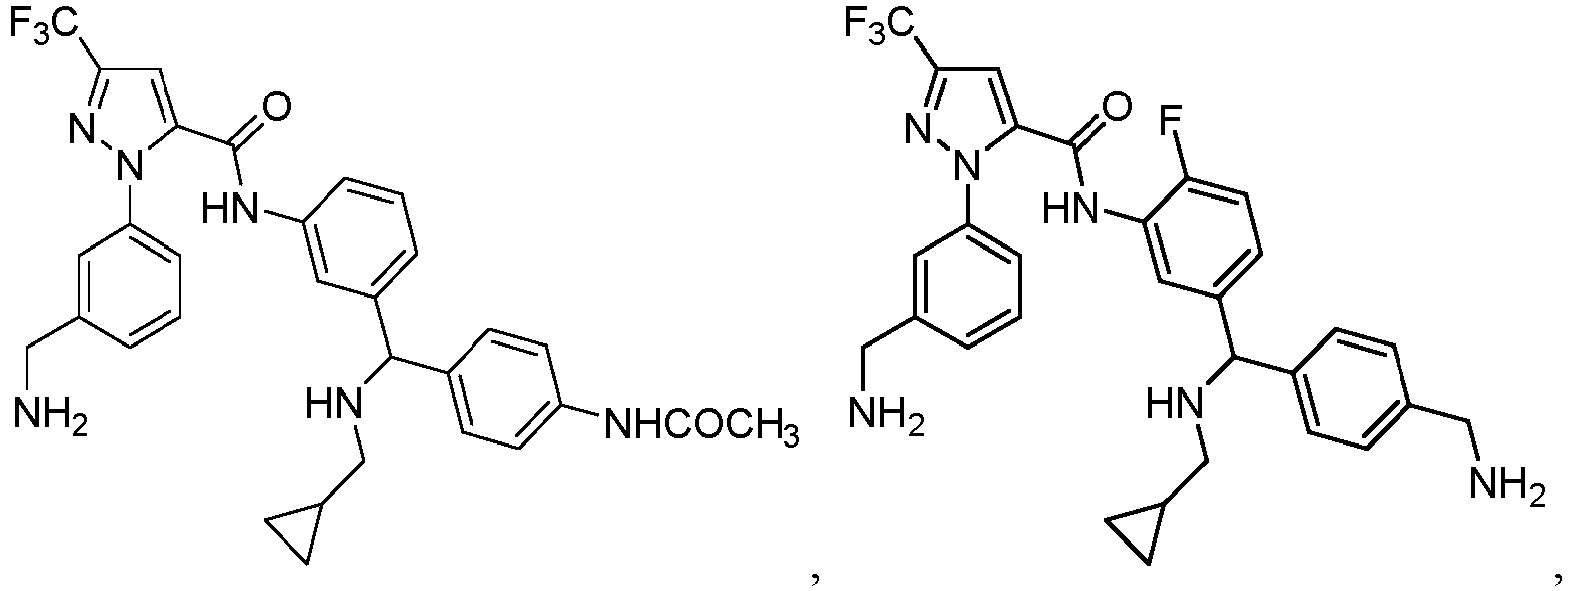 F3C F3C
O O F
N N
N N
HN HN
NH2 HN NHCOCH3 NH2 HN
NH2
, ,